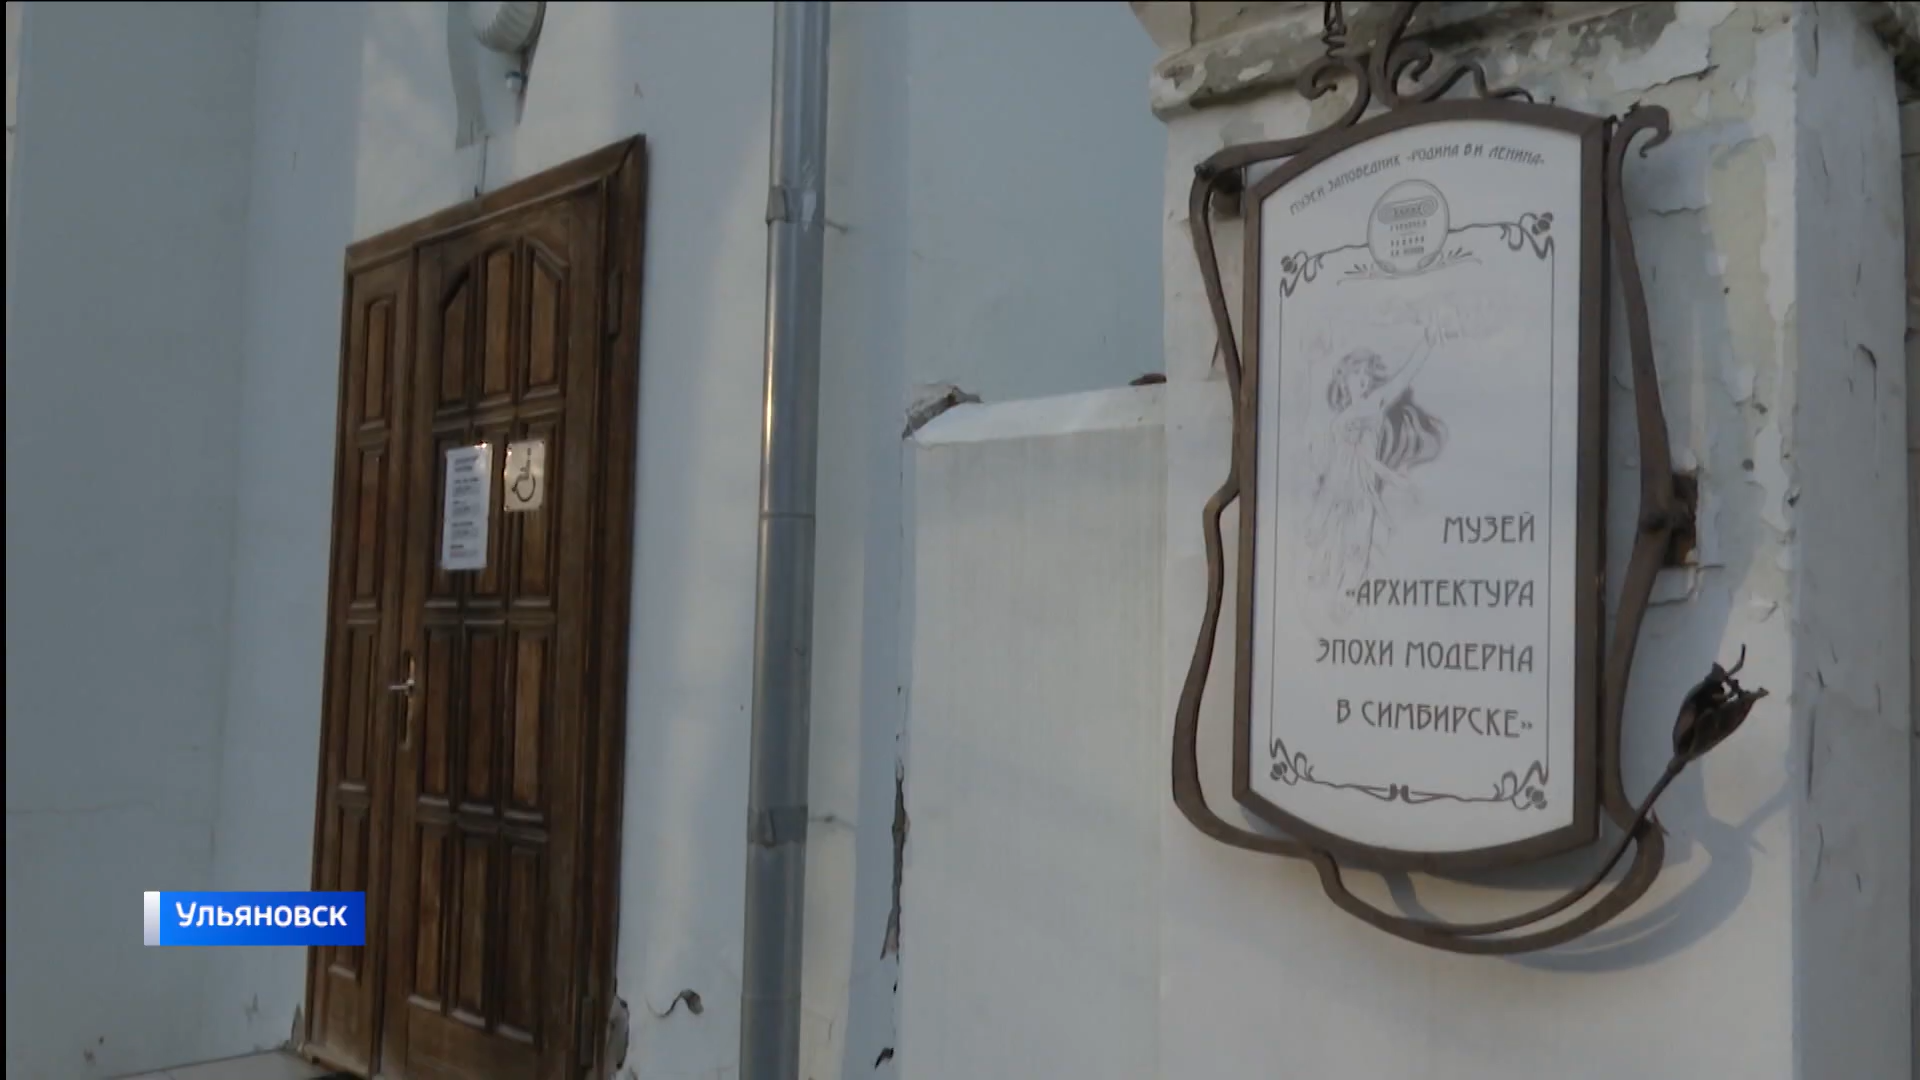 МУЗЕЙ ЗАПОВЕДНИК «РОДИНА В.И. ЛЕНИНА»
МУЗЕЙ
«АРХИТЕКТУРА
ЭПОХИ МОДЕРНА
В СИМБИРСКЕ»
УЛЬЯНОВСК